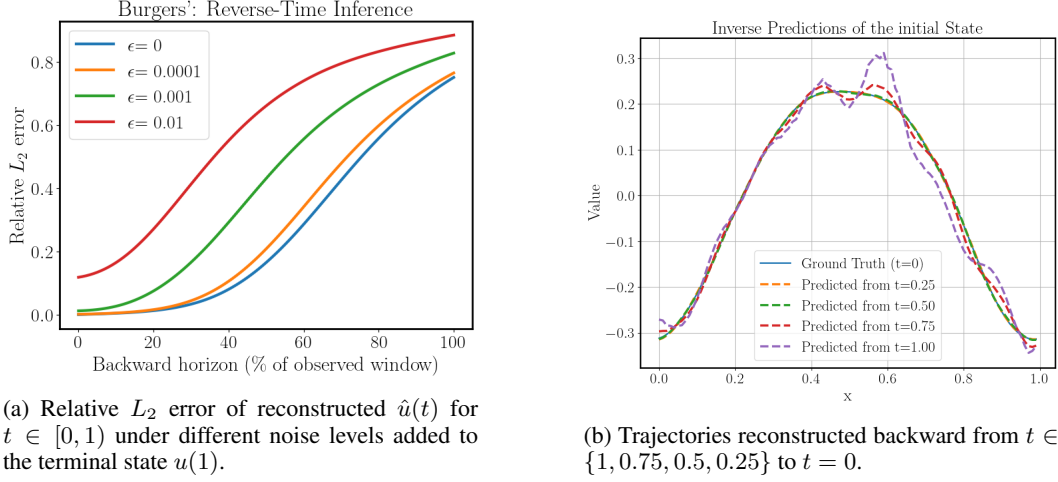 Burgers': Reverse-Time Inference
ϵ= 0
ϵ= 0.0001
ϵ= 0.001
ϵ= 0.01
Relative L₂ error
0.8
0.6
0.4
0.2
0.0
0 20 40 60 80 100
Backward horizon (% of observed window)
(a) Relative L₂ error of reconstructed û(t) for
t ∈ [0, 1) under different noise levels added to
the terminal state u(1).
Inverse Predictions of the initial State
Value
0.3
0.2
0.1
0.0
−0.1
−0.2
−0.3
Ground Truth (t=0)
Predicted from t=0.25
Predicted from t=0.50
Predicted from t=0.75
Predicted from t=1.00
0.0 0.2 0.4 0.6 0.8 1.0
x
(b) Trajectories reconstructed backward from t ∈
{1, 0.75, 0.5, 0.25} to t = 0.